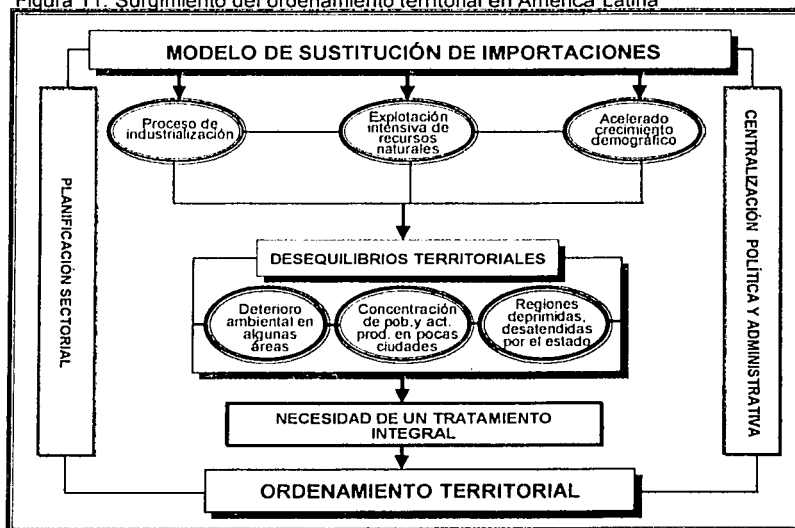 Figura 11. Surgimiento del ordenamiento territorial en América Latina
MODELO DE SUSTITUCIÓN DE IMPORTACIONES
Proceso de
industrialización
Explotación
intensiva de
recursos
naturales
Acelerado
crecimiento
demográfico
PLANIFICACIÓN SECTORIAL
CENTRALIZACIÓN POLÍTICA Y ADMINISTRATIVA
DESEQUILIBRIOS TERRITORIALES
Deterioro
ambiental en
algunas
áreas
Concentración
de pob. y act.
prod. en pocas
ciudades
Regiones
deprimidas,
desatendidas
por el estado
NECESIDAD DE UN TRATAMIENTO
INTEGRAL
ORDENAMIENTO TERRITORIAL